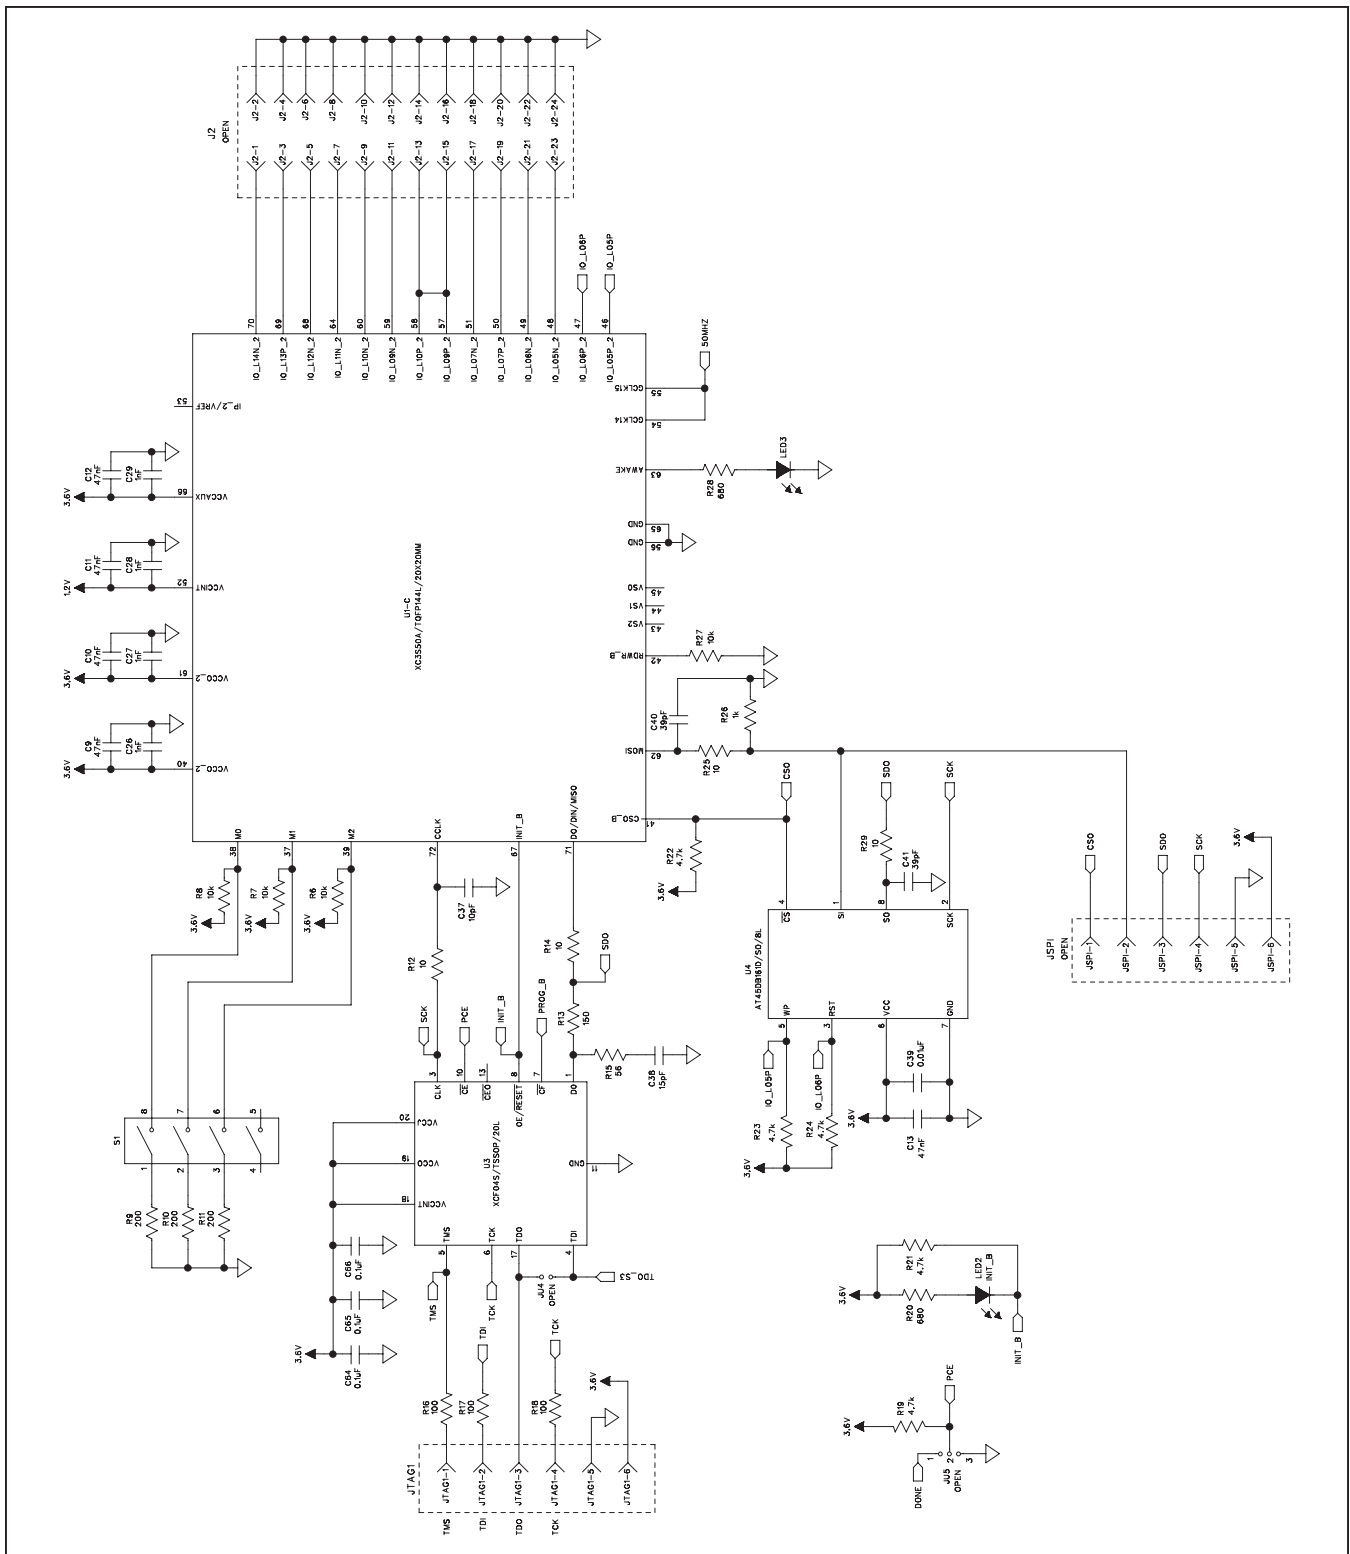 J2
OPEN
J2-2
J2-4
J2-6
J2-8
J2-10
J2-12
J2-14
J2-16
J2-18
J2-20
J2-22
J2-24
J2-1
J2-3
J2-5
J2-7
J2-9
J2-11
J2-13
J2-15
J2-17
J2-19
J2-21
J2-23
IO_L06P
IO_L05P
70
69
68
64
60
59
58
57
51
50
49
48
47
46
IO_L14N_2
IO_L13P_2
IO_L12N_2
IO_L11N_2
IO_L10N_2
IO_L09N_2
IO_L10P_2
IO_L09P_2
IO_L07N_2
IO_L07P_2
IO_L06N_2
IO_L05N_2
IO_L06P_2
IO_L05P_2
53
IP_2/VREF
GCLK15
55
GCLK14
54
50MHZ
3.6V
C12
47nF
C29
1nF
66
VCCAUX
AWAKE
63
R28
680
LED3
1.2V
C11
47nF
C28
1nF
52
VCCINT
GND
65
GND
56
U1-C
XC3S50A/TQFP144L/20X20MM
VS0
45
VS1
44
VS2
43
RDWR_B
42
R27
10k
3.6V
C10
47nF
C27
1nF
61
VCCO_2
C40
39pF
R26
1k
MOSI
62
R25
10
3.6V
C9
47nF
C26
1nF
40
VCCO_2
CSO_B
41
R22
4.7k
3.6V
CSO
SDO
SCK
M0
38
M1
37
M2
39
CCLK
72
INIT_B
67
DO/DIN/MISO
71
R8
10k
3.6V
R7
10k
3.6V
R6
10k
3.6V
C37
10pF
R12
10
R14
10
SDO
R13
150
R15
56
C38
15pF
SCK
PCE
INIT_B
PROG_B
R29
10
C41
39pF
4
CS
1
SI
8
SO
2
SCK
U4
AT45DB161D/SO/8L
WP
5
RST
3
VCC
6
GND
7
IO_L05P
IO_L06P
R23
4.7k
R24
4.7k
3.6V
3.6V
C39
0.01uF
C13
47nF
CSO
SDO
SCK
3.6V
JSPI
OPEN
JSPI-1
JSPI-2
JSPI-3
JSPI-4
JSPI-5
JSPI-6
S1
8
7
6
5
1
2
3
4
R9
200
R10
200
R11
200
3
CLK
10
CE
13
CEO
8
OE/RESET
7
CF
1
DO
20
VCCJ
19
VCCO
18
VCCINT
U3
XCF04S/TSSOP/20L
GND
11
TMS
5
TCK
6
TDO
17
TDI
4
C66
0.1uF
C65
0.1uF
C64
0.1uF
3.6V
TMS
TCK
JU4
OPEN
TDO_S3
TDI
TCK
R16
100
R17
100
R18
100
3.6V
JTAG1
JTAG1-1
JTAG1-2
JTAG1-3
JTAG1-4
JTAG1-5
JTAG1-6
TMS
TDI
TDO
TCK
3.6V
R21
4.7k
R20
680
LED2
INIT_B
INIT_B
3.6V
R19
4.7k
PCE
DONE
1
2
3
JU5
OPEN